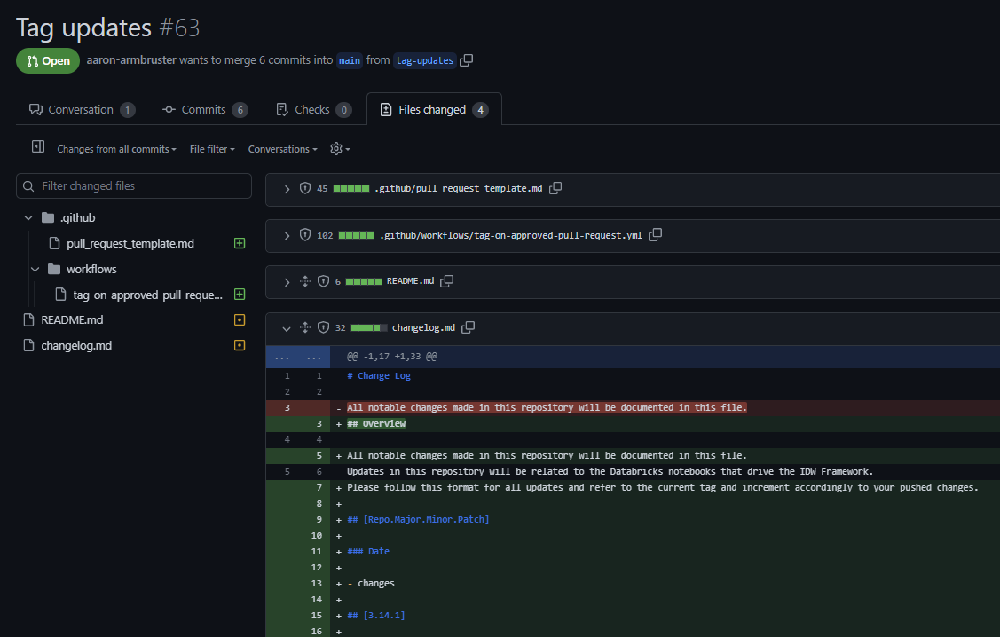 Tag updates #63
Open aaron-armbruster wants to merge 6 commits into main from tag-updates
Conversation 1 Commits 6 Checks 0 Files changed 4
Changes from all commits File filter Conversations
Filter changed files
.github
pull_request_template.md
workflows
tag-on-approved-pull-reque...
README.md
changelog.md
45 .github/pull_request_template.md
102 .github/workflows/tag-on-approved-pull-request.yml
6 README.md
32 changelog.md
... ... @@ -1,17 +1,33 @@
1 1 # Change Log
2 2
3 - All notable changes made in this repository will be documented in this file.
3 + ## Overview
4 4
5 + All notable changes made in this repository will be documented in this file.
5 6 Updates in this repository will be related to the Databricks notebooks that drive the IDW Framework.
7 + Please follow this format for all updates and refer to the current tag and increment accordingly to your pushed changes.
8 +
9 + ## [Repo.Major.Minor.Patch]
10 +
11 + ### Date
12 +
13 + - changes
14 +
15 + ## [3.14.1]
16 +